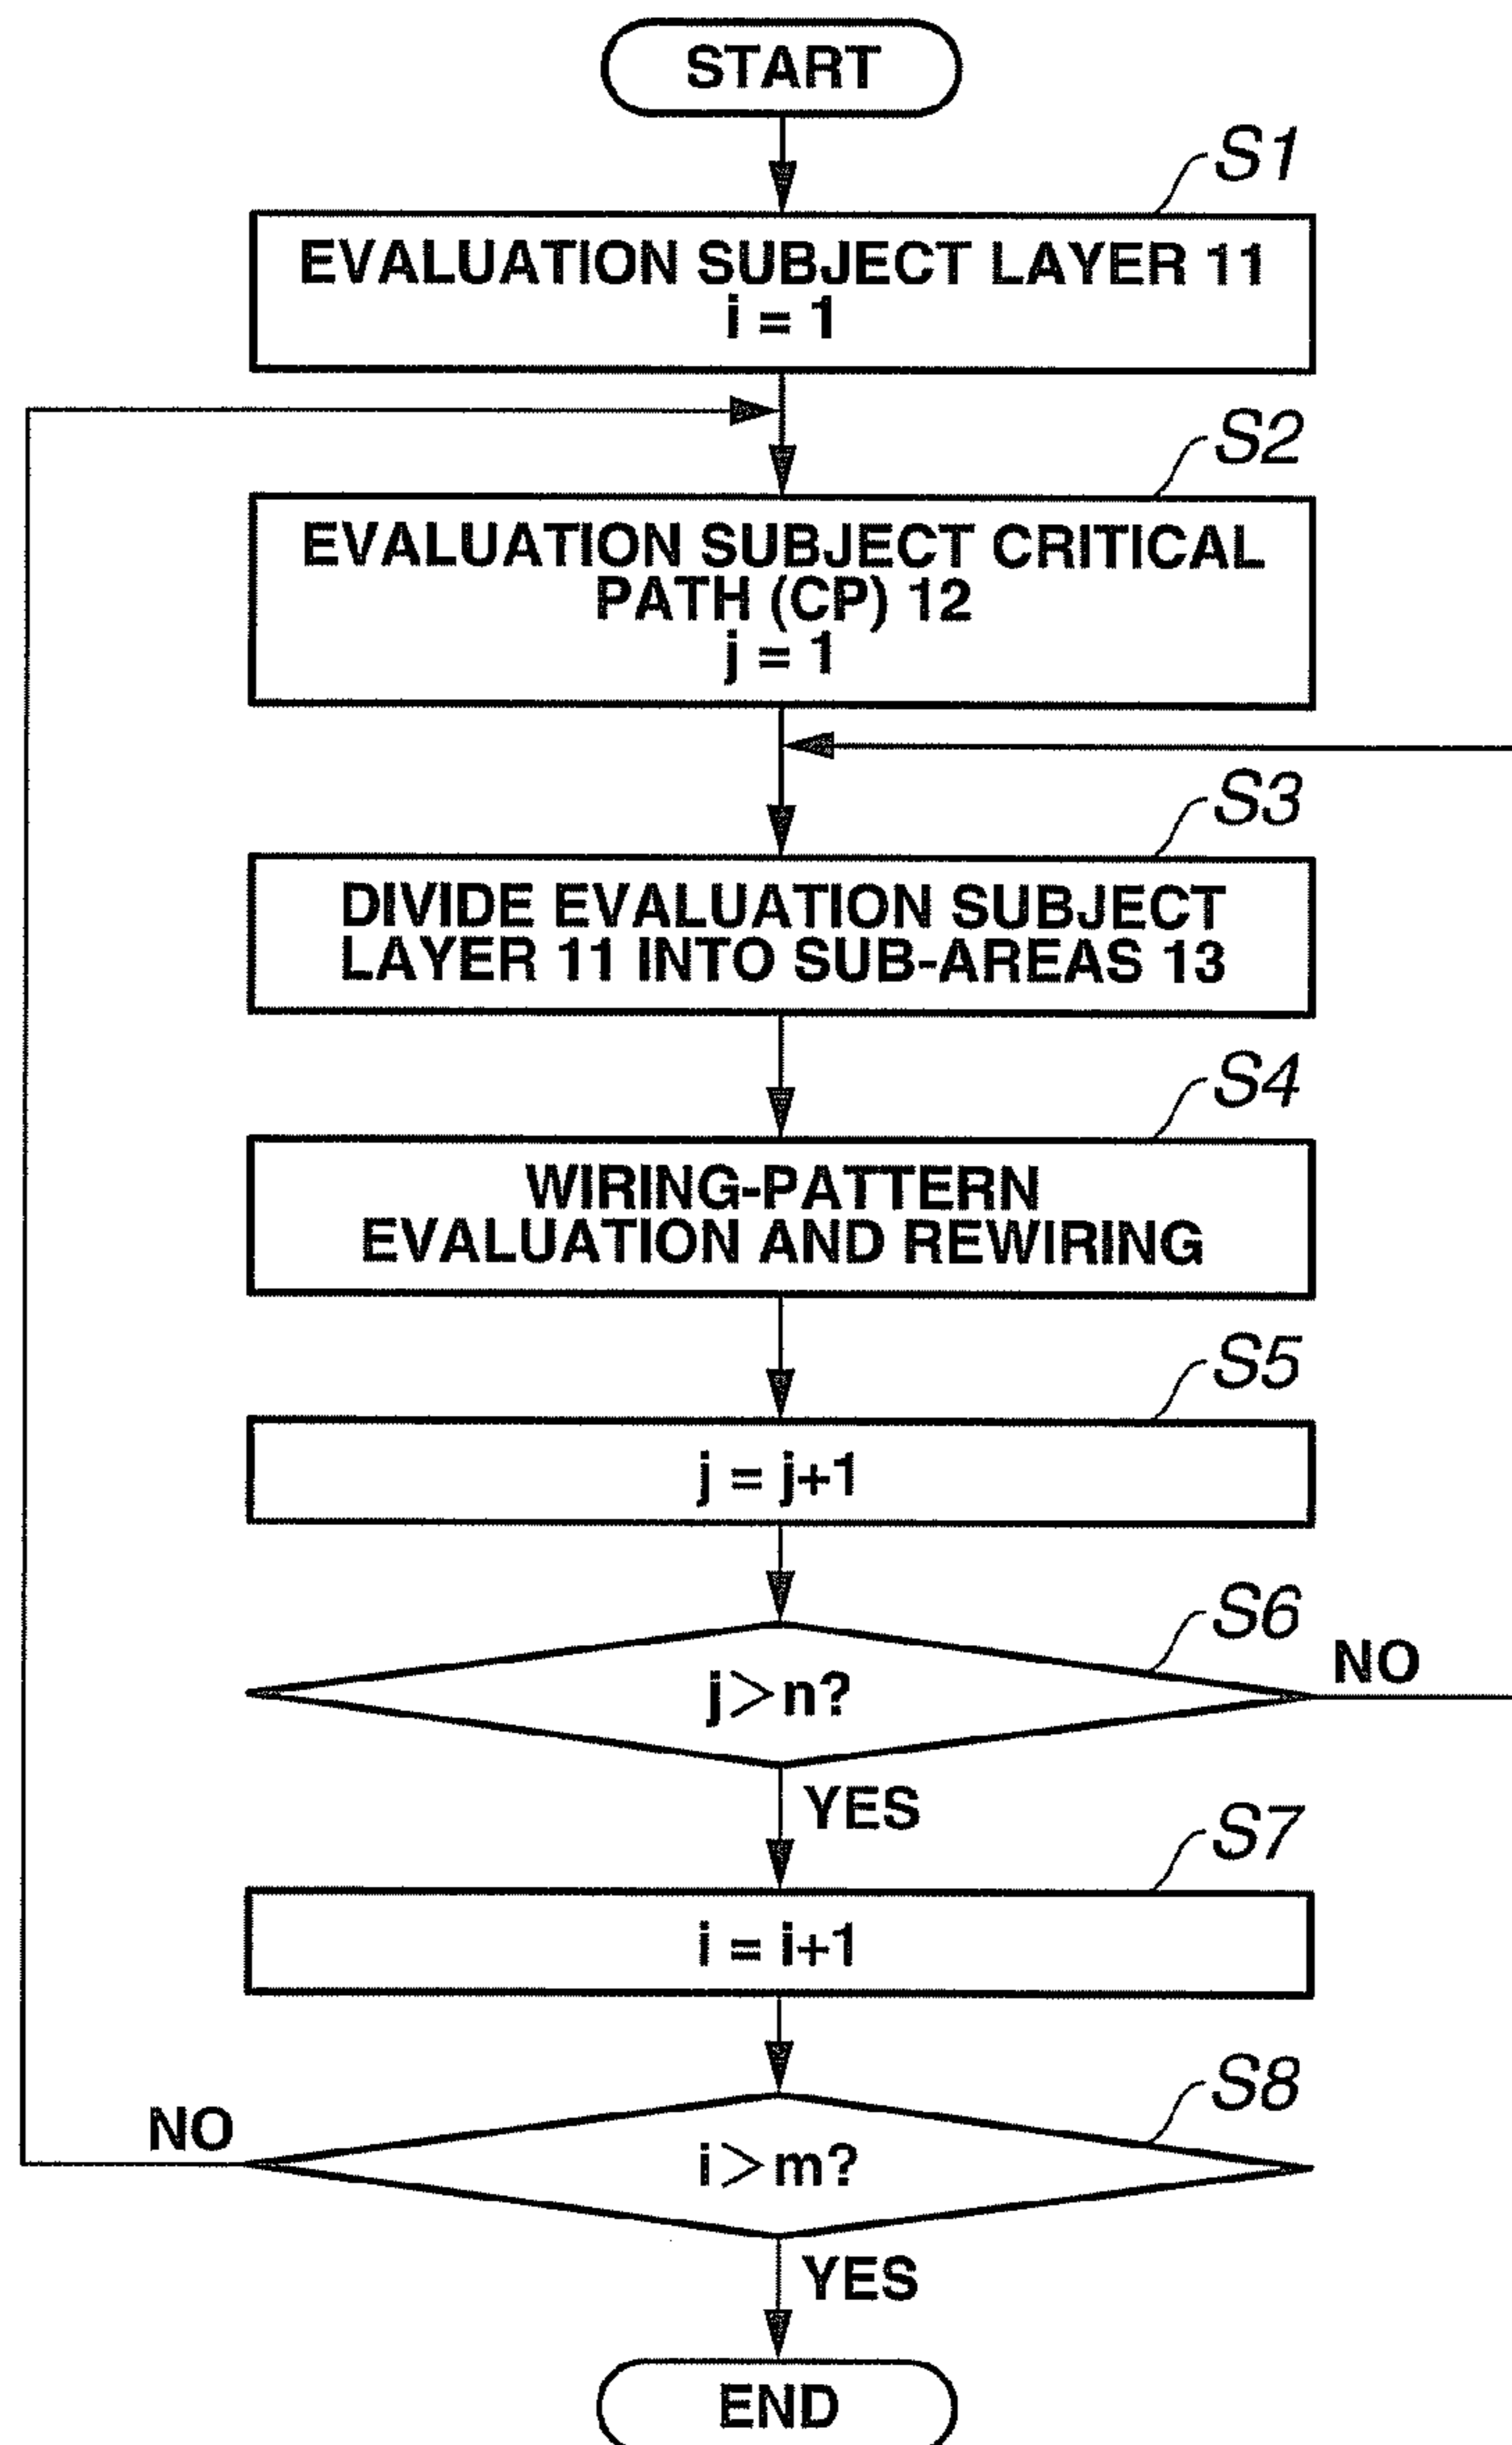 START
S1
EVALUATION SUBJECT LAYER 11
i = 1
S2
EVALUATION SUBJECT CRITICAL
PATH (CP) 12
j = 1
S3
DIVIDE EVALUATION SUBJECT
LAYER 11 INTO SUB-AREAS 13
S4
WIRING-PATTERN
EVALUATION AND REWIRING
S5
j = j+1
S6
j>n?
NO
YES
S7
i = i+1
S8
NO
i>m?
YES
END